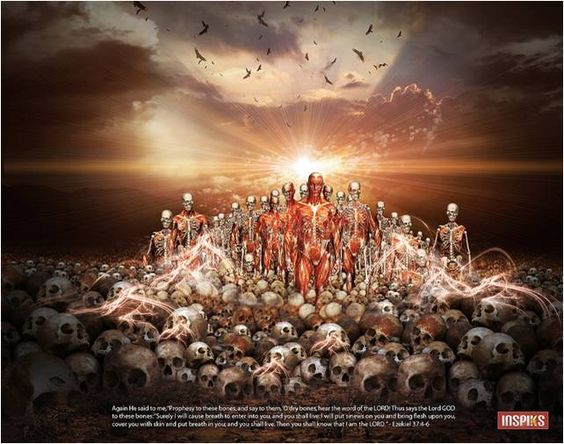 Again He said to me, "Prophesy to these bones, and say to them, 'O dry bones, hear the word of the LORD! Thus says the Lord GOD
to these bones: "Surely I will cause breath to enter into you, and you shall live. I will put sinews on you and bring flesh upon you,
cover you with skin and put breath in you; and you shall live. Then you shall know that I am the LORD." - Ezekiel 37:4-6
INSPIKS